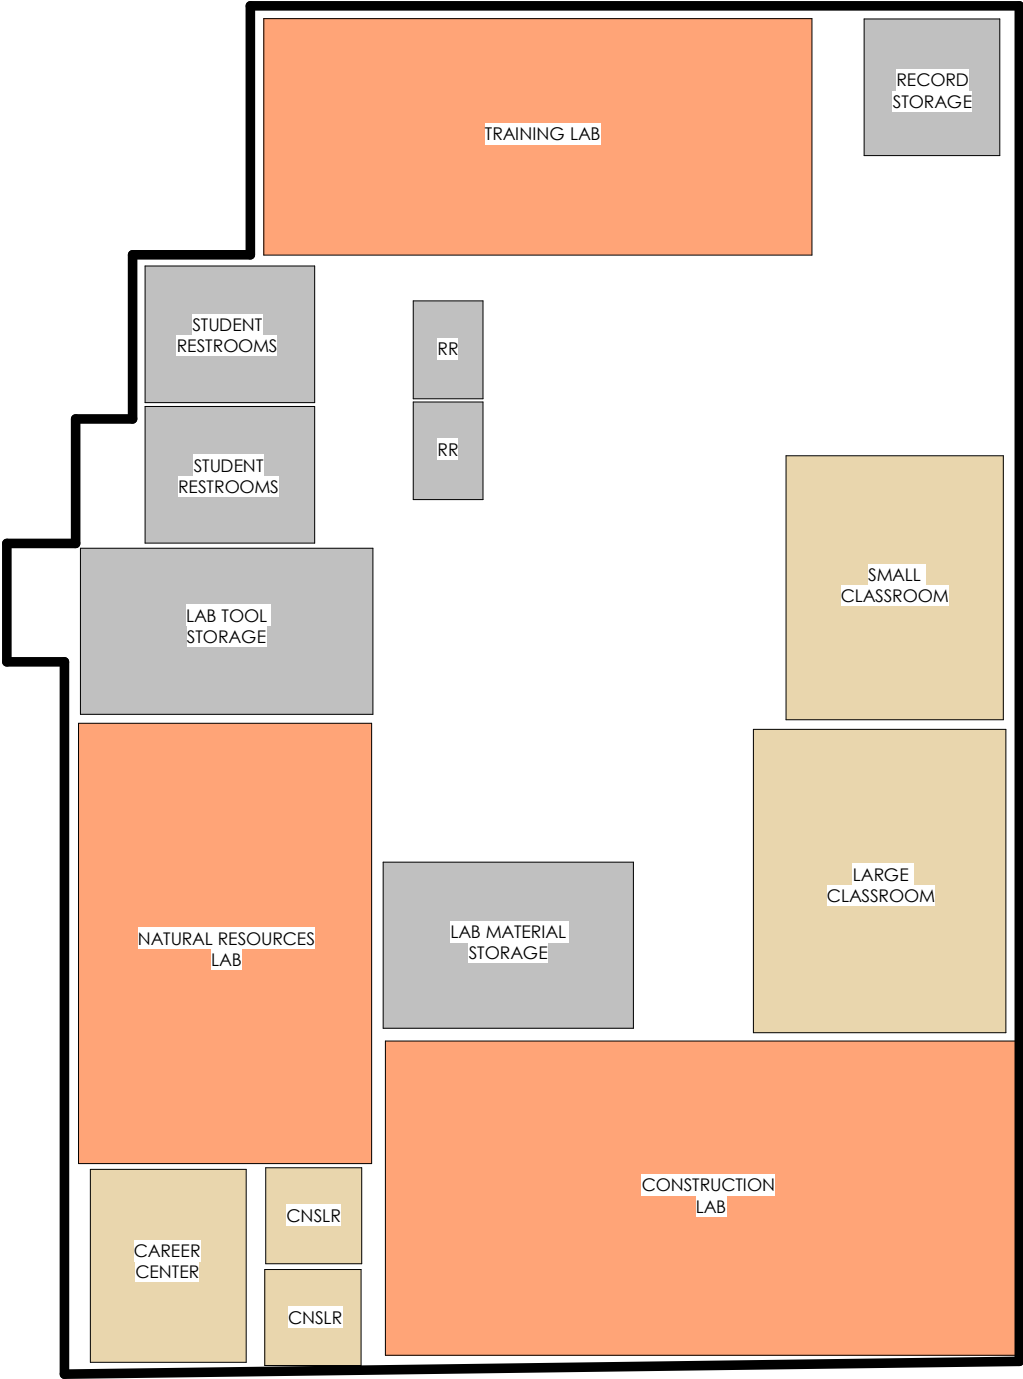 RECORD
STORAGE
TRAINING LAB
STUDENT
RESTROOMS
RR
STUDENT
RESTROOMS
RR
SMALL
CLASSROOM
LAB TOOL
STORAGE
LARGE
CLASSROOM
NATURAL RESOURCES
LAB
LAB MATERIAL
STORAGE
CONSTRUCTION
LAB
CNSLR
CAREER
CENTER
CNSLR